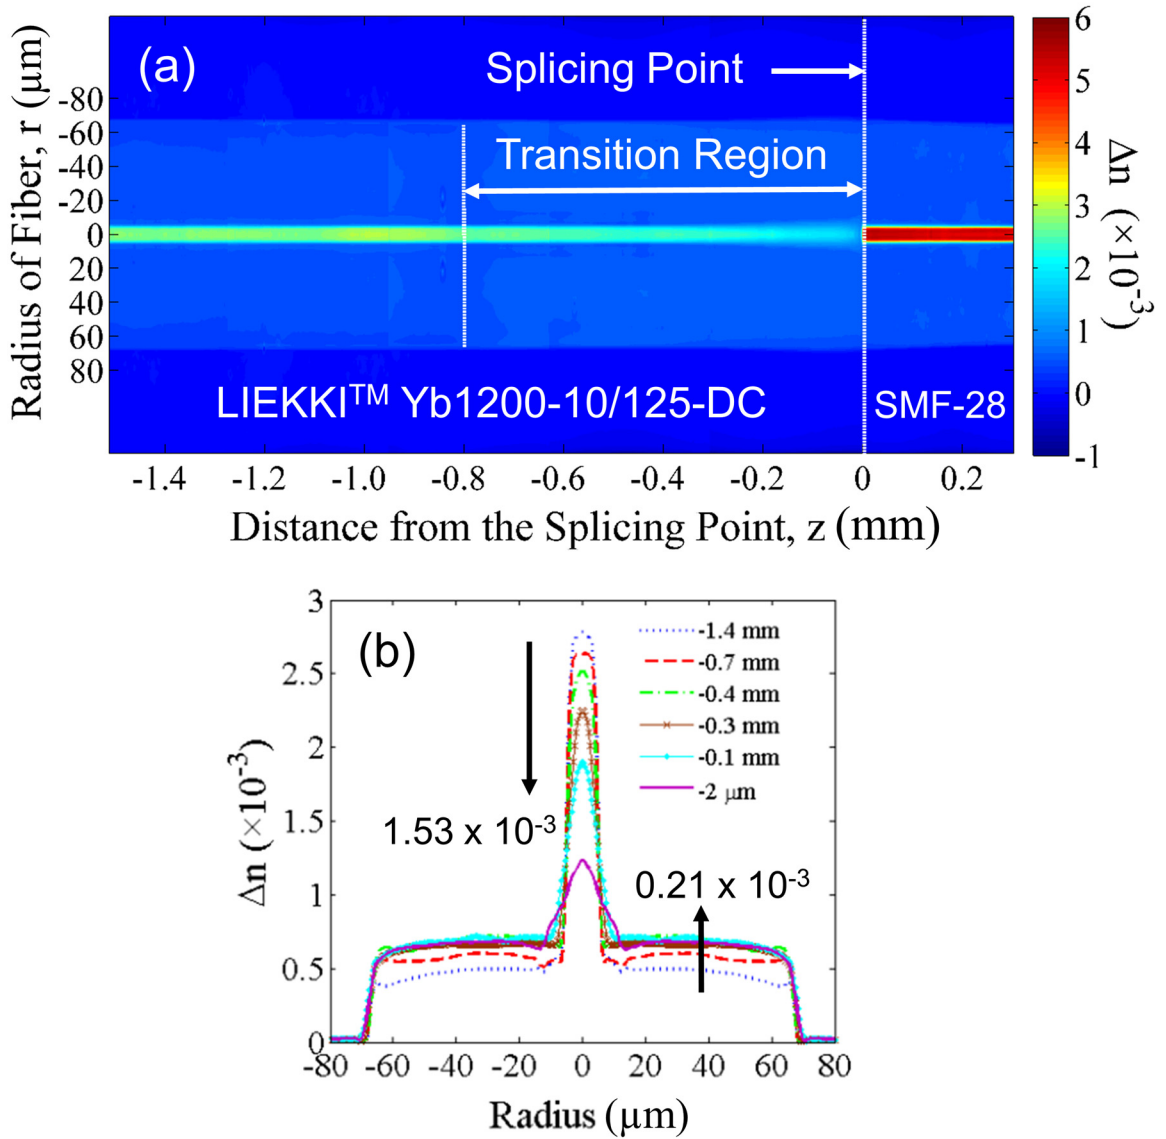 (a)
Splicing Point
Transition Region
LIEKKI™ Yb1200-10/125-DC
SMF-28
Radius of Fiber, r (μm)
-80
-60
-40
-20
0
20
40
60
80
-1.4
-1.2
-1.0
-0.8
-0.6
-0.4
-0.2
0
0.2
Distance from the Splicing Point, z (mm)
6
5
4
3
2
1
0
-1
Δn (×10⁻³)
(b)
3
2.5
2
1.5
1
0.5
0
Δn (×10⁻³)
-1.4 mm
-0.7 mm
-0.4 mm
-0.3 mm
-0.1 mm
-2 μm
1.53 x 10⁻³
0.21 x 10⁻³
-80
-60
-40
-20
0
20
40
60
80
Radius (μm)